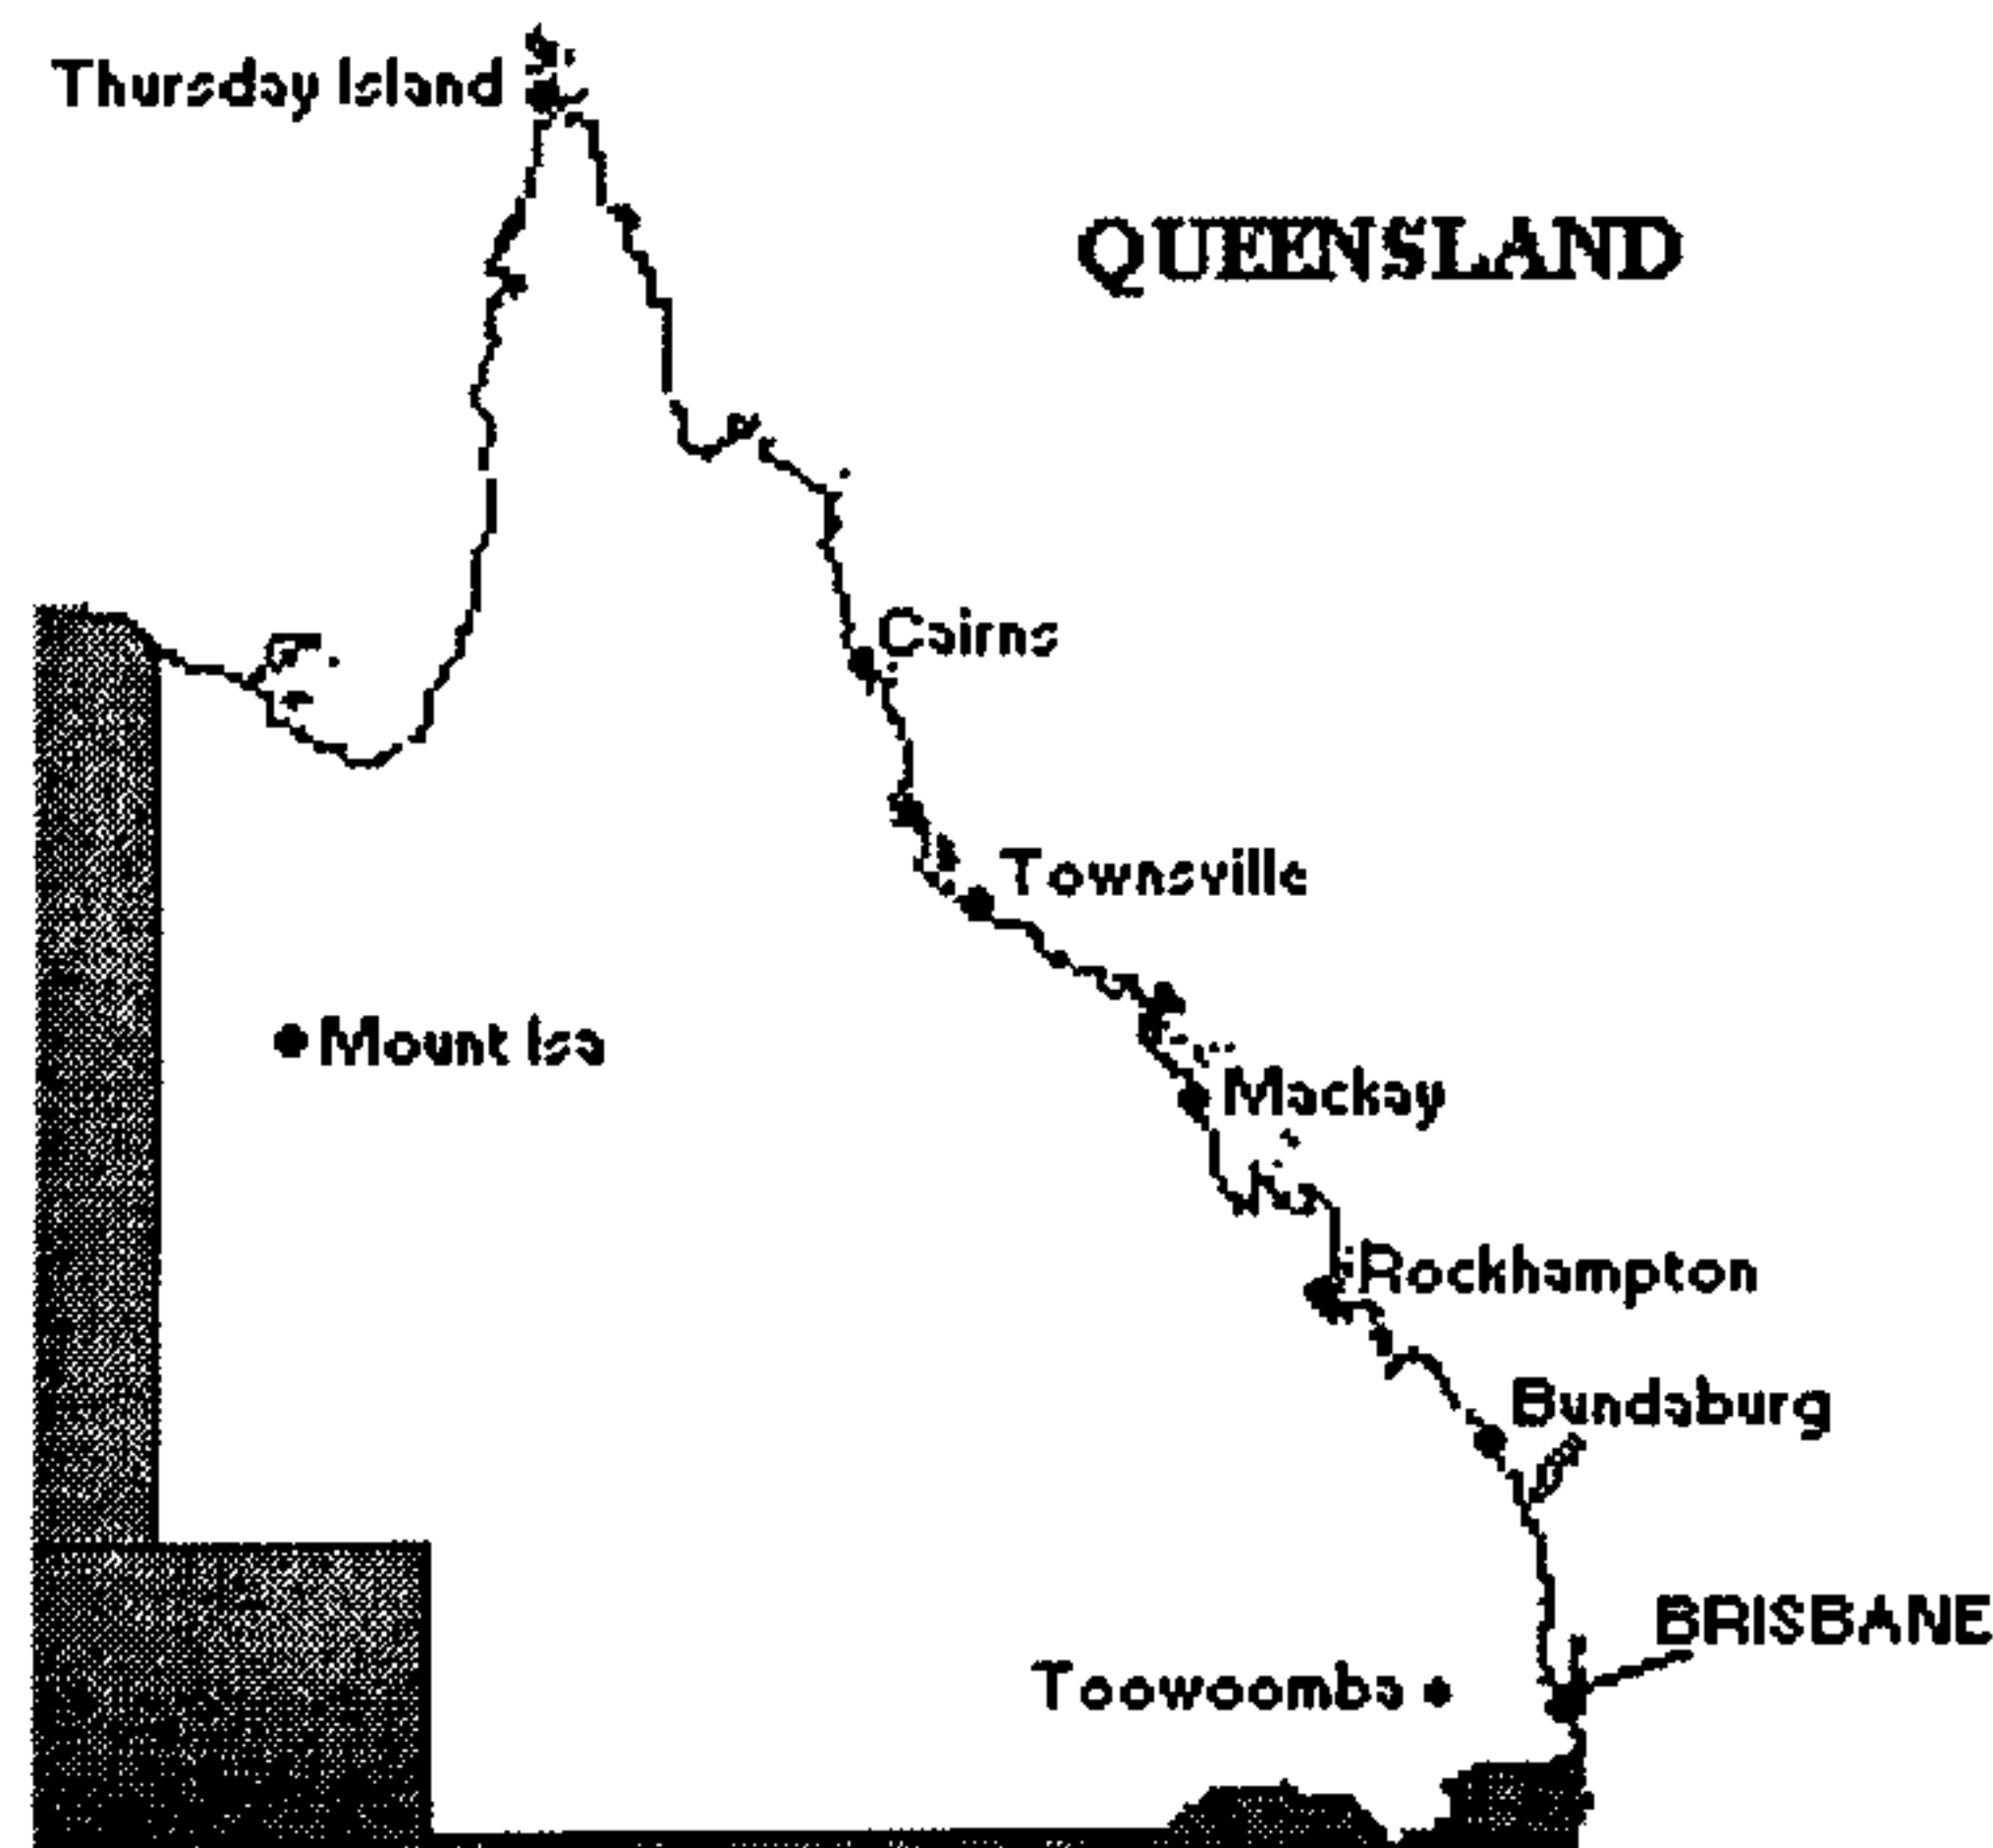 Thursday Island
QUEENSLAND
Cairns
Townsville
Mount Isa
Mackay
Rockhampton
Bundaburg
BRISBANE
Toowoomba